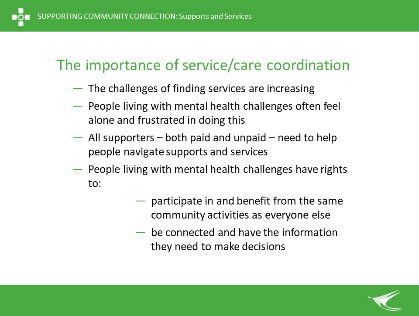 SUPPORTING COMMUNITY CONNECTION: Supports and Services
The importance of service/care coordination
— The challenges of finding services are increasing
— People living with mental health challenges often feel
alone and frustrated in doing this
— All supporters – both paid and unpaid – need to help
people navigate supports and services
— People living with mental health challenges have rights
to:
— participate in and benefit from the same
community activities as everyone else
— be connected and have the information
they need to make decisions